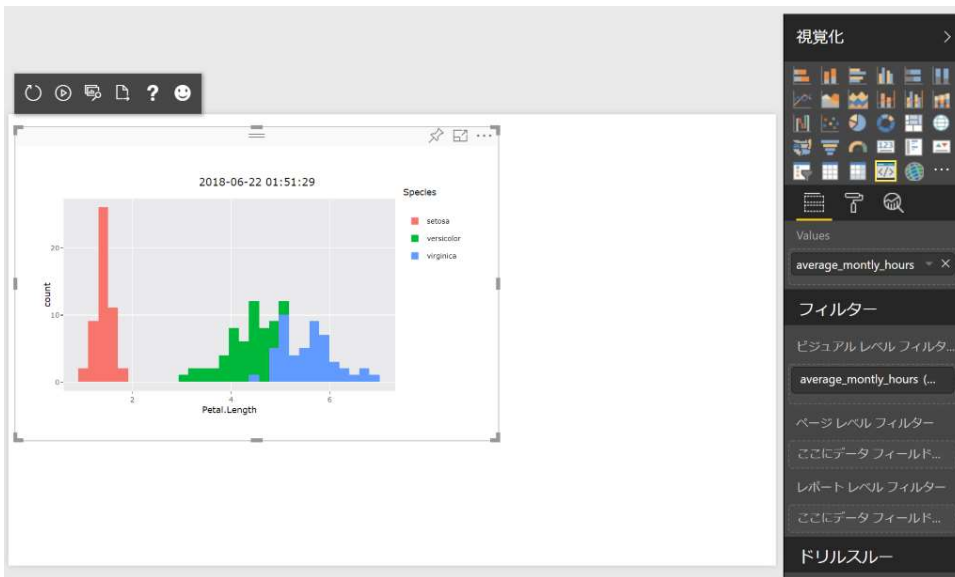 視覚化
?
2018-06-22 01:51:29
Species
setosa
versicolor
virginica
20-
10-
0-
count
2
4
6
Petal.Length
123
</>
Values
average_montly_hours
フィルター
ビジュアル レベル フィルタ...
average_montly_hours (...
ページ レベル フィルター
ここにデータ フィールド...
レポート レベル フィルター
ここにデータ フィールド...
ドリルスルー